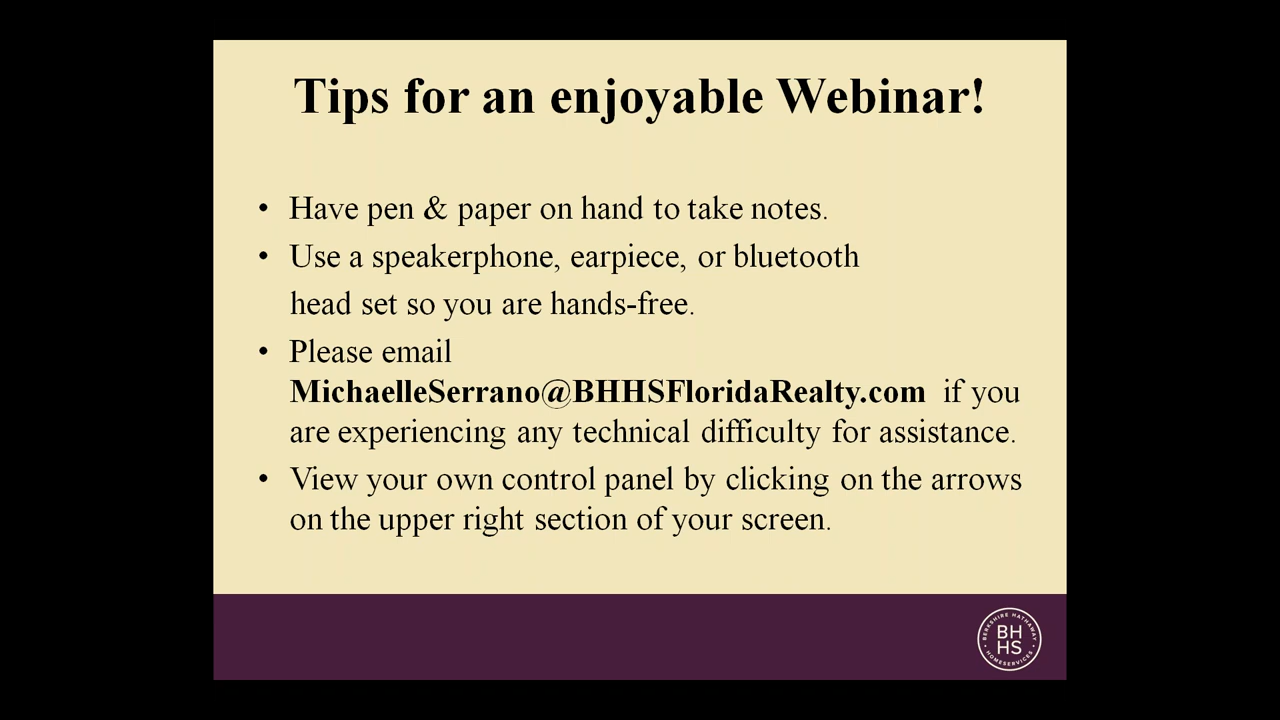 Tips for an enjoyable Webinar!
• Have pen & paper on hand to take notes.
• Use a speakerphone, earpiece, or bluetooth
head set so you are hands-free.
• Please email
MichaelleSerrano@BHHSFloridaRealty.com if you
are experiencing any technical difficulty for assistance.
• View your own control panel by clicking on the arrows
on the upper right section of your screen.
BERKSHIRE HATHAWAY
BH
HS
HOMESERVICES